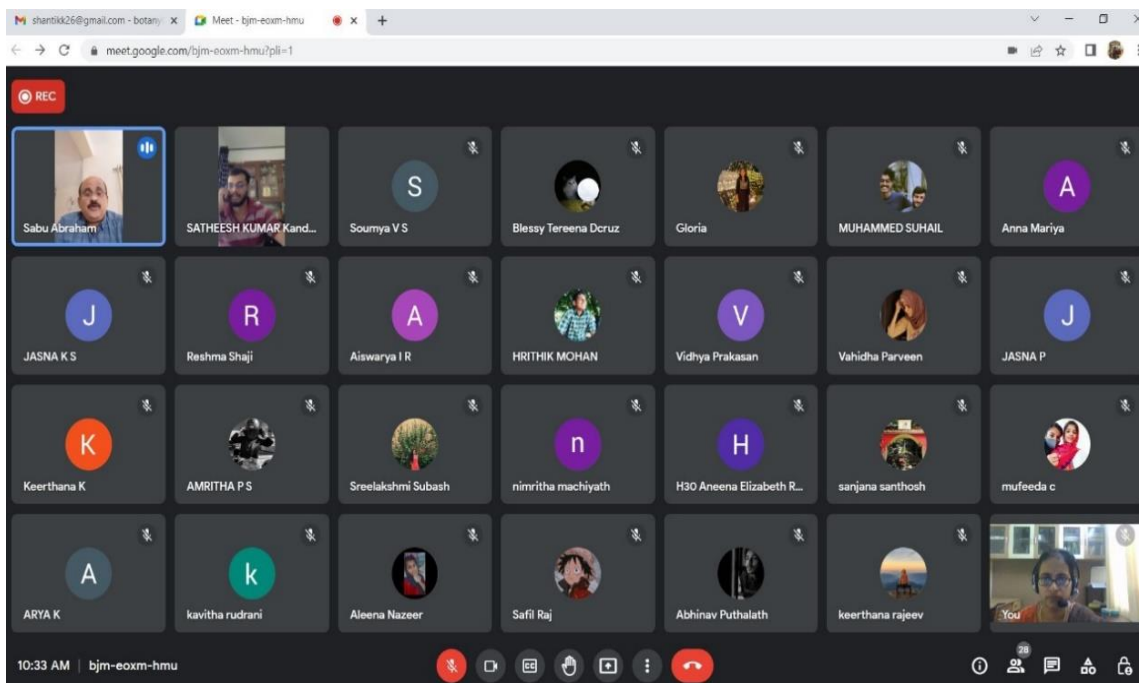 shantikk26@gmail.com - botany
Meet - bjm-eoxm-hmu
meet.google.com/bjm-eoxm-hmu?pli=1
REC
Sabu Abraham
SATHEESH KUMAR Kand...
S
Soumya V S
Blessy Tereena Dcruz
Gloria
MUHAMMED SUHAIL
A
Anna Mariya
J
JASNA K S
R
Reshma Shaji
A
Aiswarya I R
HRITHIK MOHAN
V
Vidhya Prakasan
Vahidha Parveen
J
JASNA P
K
Keerthana K
AMRITHA P S
Sreelakshmi Subash
n
nimritha machiyath
H
H30 Aneena Elizabeth R...
sanjana santhosh
mufeeda c
A
ARYA K
k
kavitha rudrani
Aleena Nazeer
Safil Raj
Abhinav Puthalath
keerthana rajeev
You
10:33 AM | bjm-eoxm-hmu
CC
28